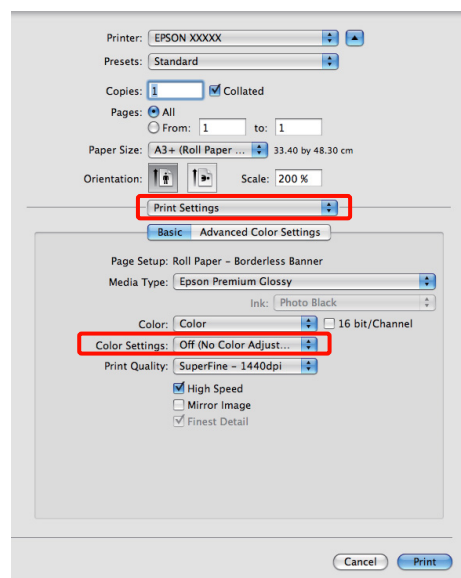 Printer: EPSON XXXXX
Presets: Standard
Copies: 1 Collated
Pages: All
From: 1 to: 1
Paper Size: A3+ (Roll Paper ... 33.40 by 48.30 cm
Orientation: Scale: 200 %
Print Settings
Basic Advanced Color Settings
Page Setup: Roll Paper - Borderless Banner
Media Type: Epson Premium Glossy
Ink: Photo Black
Color: Color 16 bit/Channel
Color Settings: Off (No Color Adjust...
Print Quality: SuperFine - 1440dpi
High Speed
Mirror Image
Finest Detail
Cancel Print